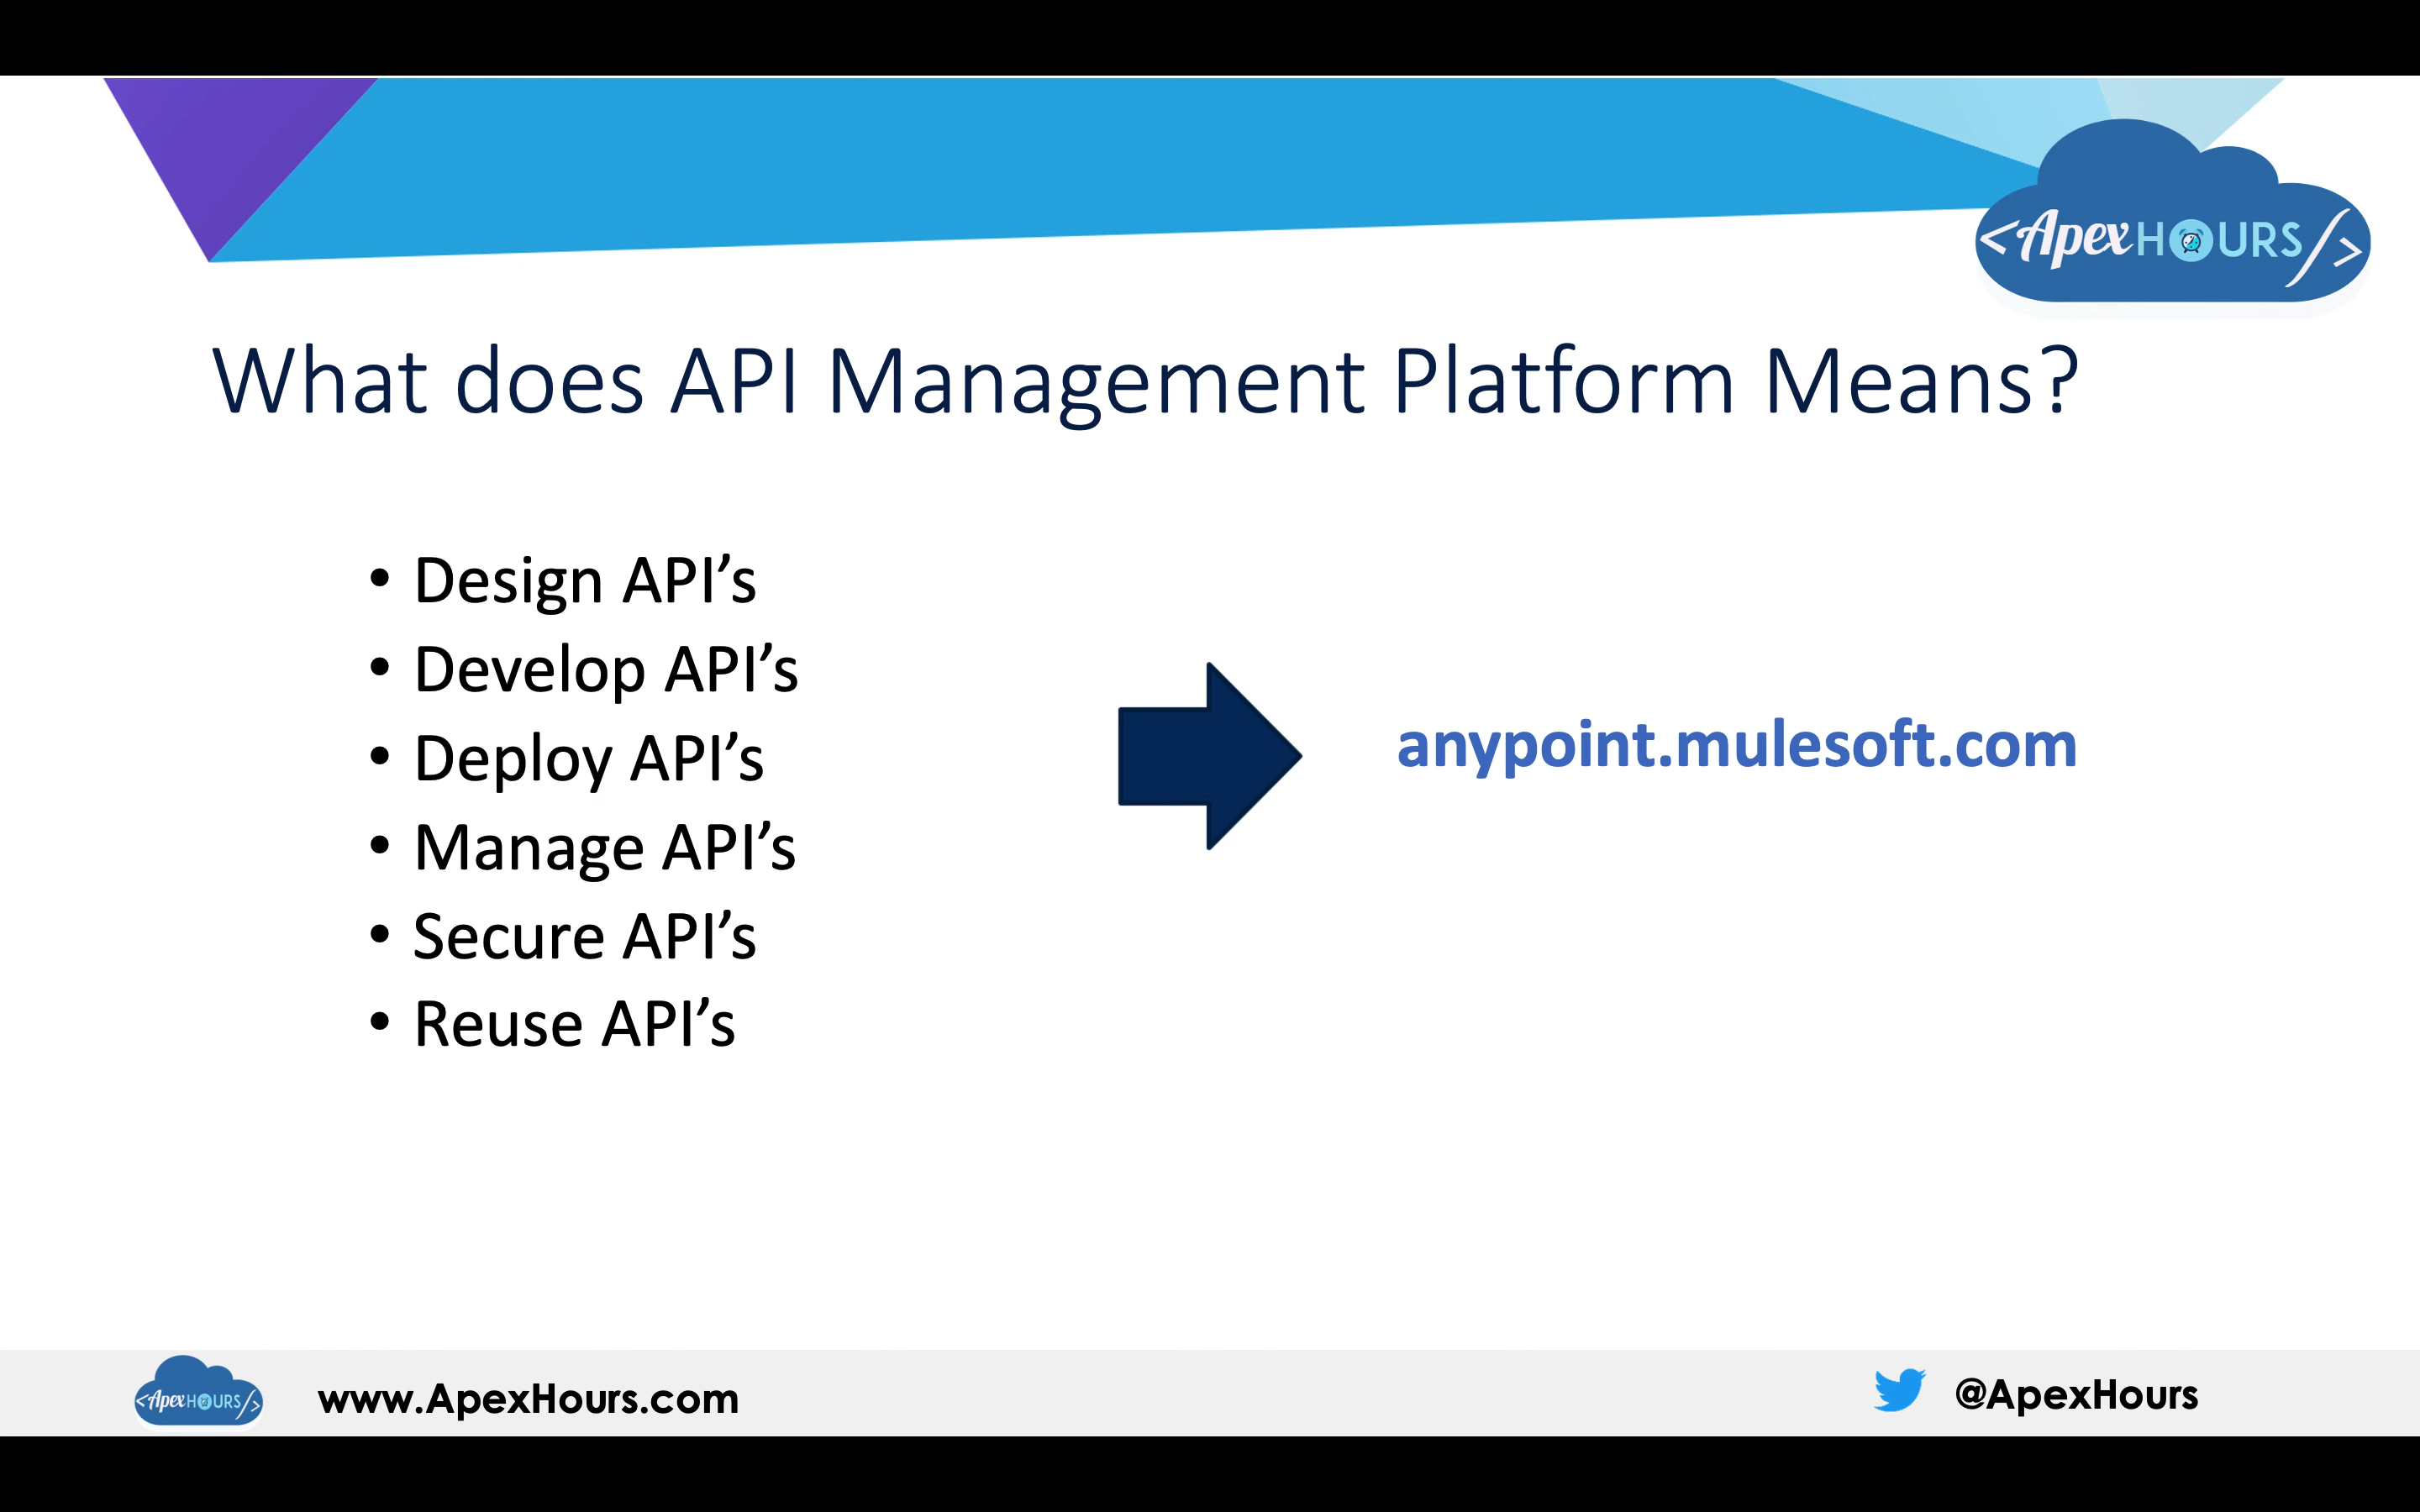 <ApexHOURS/>
What does API Management Platform Means?
• Design API’s
• Develop API’s
• Deploy API’s
• Manage API’s
• Secure API’s
• Reuse API’s
anypoint.mulesoft.com
<ApexHOURS/>
www.ApexHours.com
@ApexHours